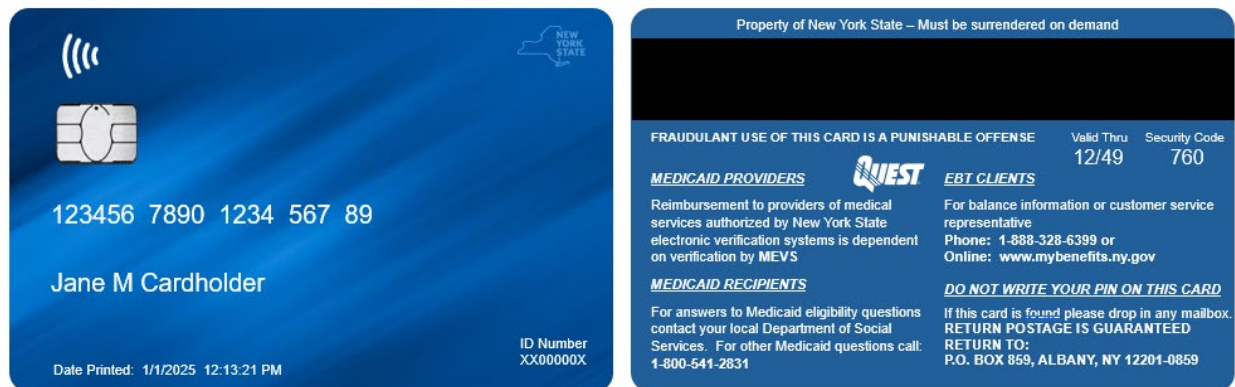 NEW
YORK
STATE
123456 7890 1234 567 89
Jane M Cardholder
ID Number
XX00000X
Date Printed: 1/1/2025 12:13:21 PM
Property of New York State – Must be surrendered on demand
FRAUDULANT USE OF THIS CARD IS A PUNISHABLE OFFENSE
Valid Thru
12/49
Security Code
760
QUEST
MEDICAID PROVIDERS
Reimbursement to providers of medical
services authorized by New York State
electronic verification systems is dependent
on verification by MEVS
MEDICAID RECIPIENTS
For answers to Medicaid eligibility questions
contact your local Department of Social
Services. For other Medicaid questions call:
1-800-541-2831
EBT CLIENTS
For balance information or customer service
representative
Phone: 1-888-328-6399 or
Online: www.mybenefits.ny.gov
DO NOT WRITE YOUR PIN ON THIS CARD
If this card is found please drop in any mailbox.
RETURN POSTAGE IS GUARANTEED
RETURN TO:
P.O. BOX 859, ALBANY, NY 12201-0859